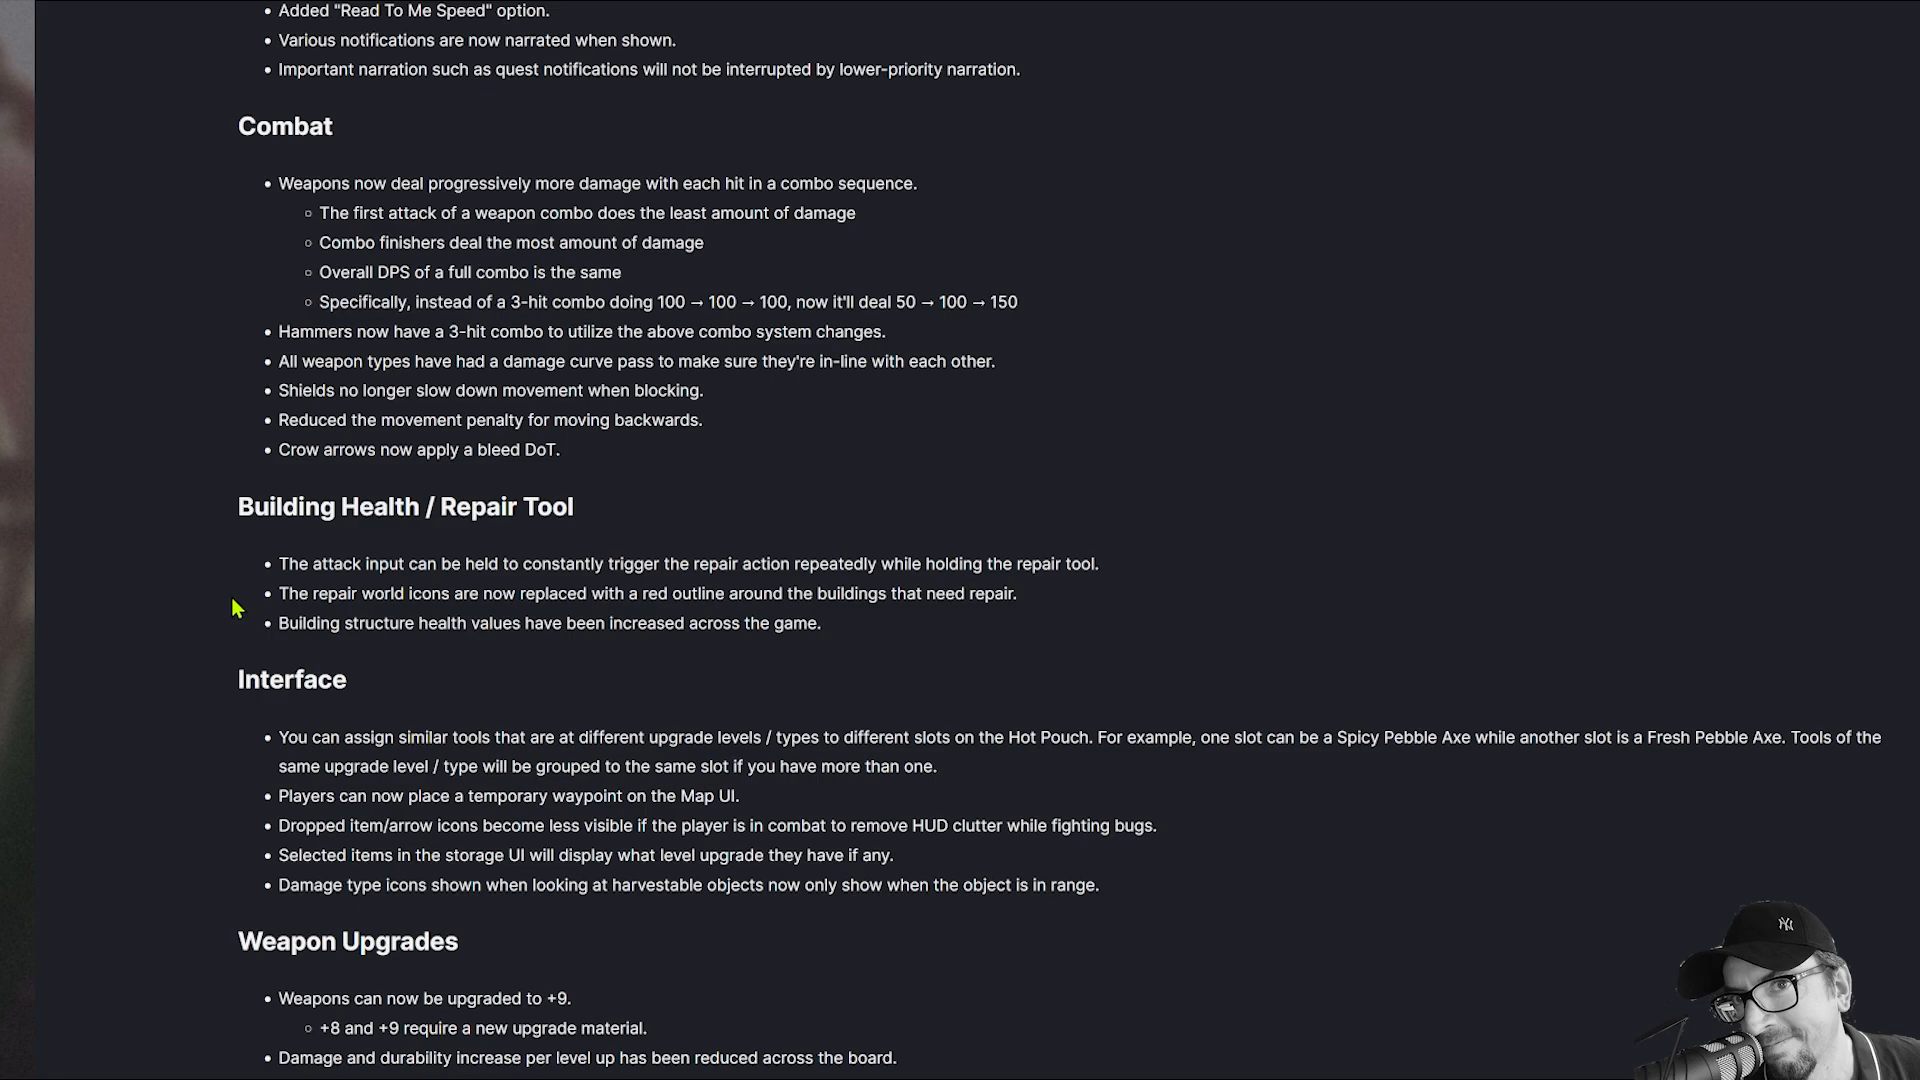 • Added "Read To Me Speed" option.
• Various notifications are now narrated when shown.
• Important narration such as quest notifications will not be interrupted by lower-priority narration.
Combat
• Weapons now deal progressively more damage with each hit in a combo sequence.
◦ The first attack of a weapon combo does the least amount of damage
◦ Combo finishers deal the most amount of damage
◦ Overall DPS of a full combo is the same
◦ Specifically, instead of a 3-hit combo doing 100 → 100 → 100, now it'll deal 50 → 100 → 150
• Hammers now have a 3-hit combo to utilize the above combo system changes.
• All weapon types have had a damage curve pass to make sure they're in-line with each other.
• Shields no longer slow down movement when blocking.
• Reduced the movement penalty for moving backwards.
• Crow arrows now apply a bleed DoT.
Building Health / Repair Tool
• The attack input can be held to constantly trigger the repair action repeatedly while holding the repair tool.
• The repair world icons are now replaced with a red outline around the buildings that need repair.
• Building structure health values have been increased across the game.
Interface
• You can assign similar tools that are at different upgrade levels / types to different slots on the Hot Pouch. For example, one slot can be a Spicy Pebble Axe while another slot is a Fresh Pebble Axe. Tools of the
same upgrade level / type will be grouped to the same slot if you have more than one.
• Players can now place a temporary waypoint on the Map UI.
• Dropped item/arrow icons become less visible if the player is in combat to remove HUD clutter while fighting bugs.
• Selected items in the storage UI will display what level upgrade they have if any.
• Damage type icons shown when looking at harvestable objects now only show when the object is in range.
Weapon Upgrades
• Weapons can now be upgraded to +9.
◦ +8 and +9 require a new upgrade material.
• Damage and durability increase per level up has been reduced across the board.
NY